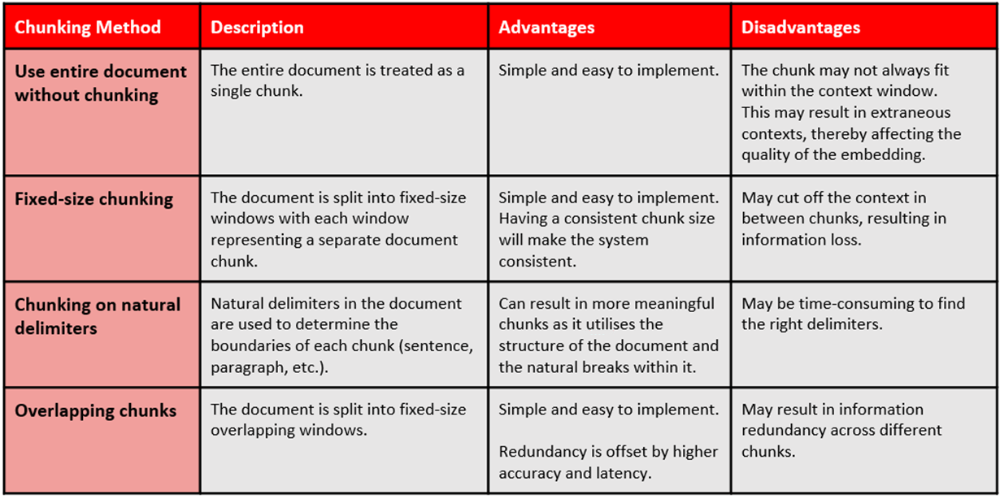 Chunking Method
Description
Advantages
Disadvantages
Use entire document
without chunking
The entire document is treated as a
single chunk.
Simple and easy to implement.
The chunk may not always fit
within the context window.
This may result in extraneous
contexts, thereby affecting the
quality of the embedding.
Fixed-size chunking
The document is split into fixed-size
windows with each window
representing a separate document
chunk.
Simple and easy to implement.
Having a consistent chunk size
will make the system
consistent.
May cut off the context in
between chunks, resulting in
information loss.
Chunking on natural
delimiters
Natural delimiters in the document
are used to determine the
boundaries of each chunk (sentence,
paragraph, etc.).
Can result in more meaningful
chunks as it utilises the
structure of the document and
the natural breaks within it.
May be time-consuming to find
the right delimiters.
Overlapping chunks
The document is split into fixed-size
overlapping windows.
Simple and easy to implement.
Redundancy is offset by higher
accuracy and latency.
May result in information
redundancy across different
chunks.